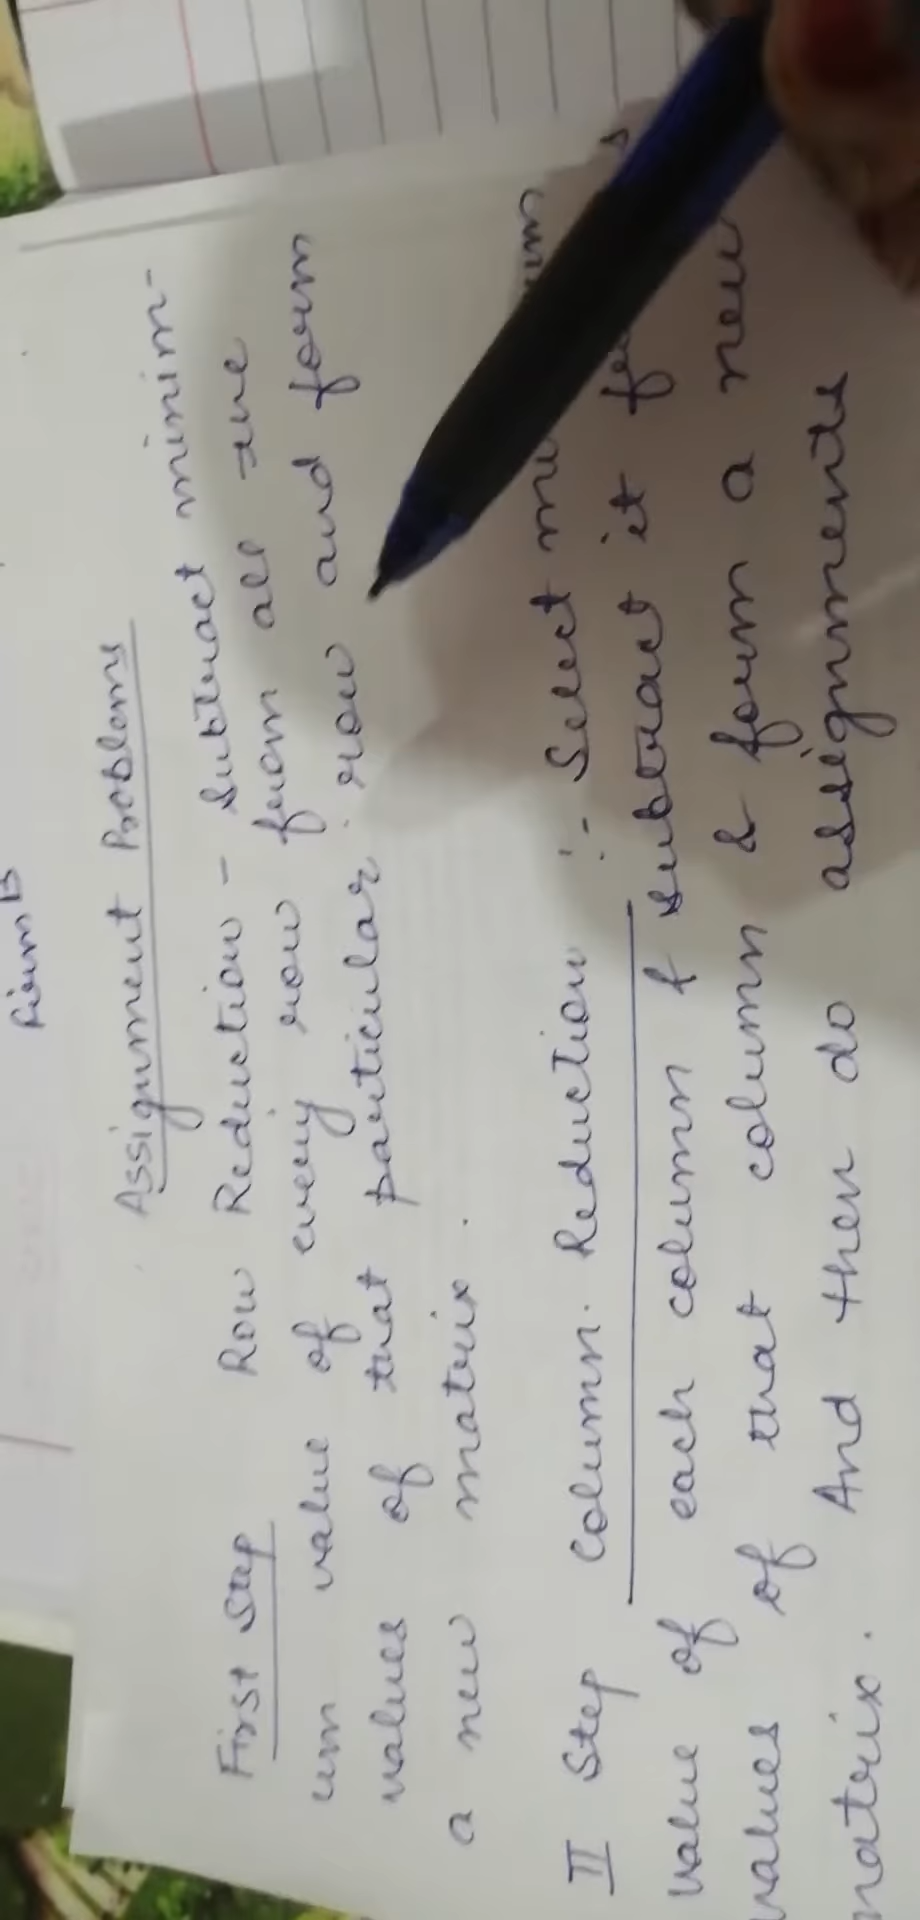 Assignment Problems
First Step Row Reduction - Subtract minim-
um value of every row from all the
values of that particular row and form
a new matrix.
II Step Column Reduction :- Select
value of each column & subtract it
values of that column & form a new
matrix. And then do assignments